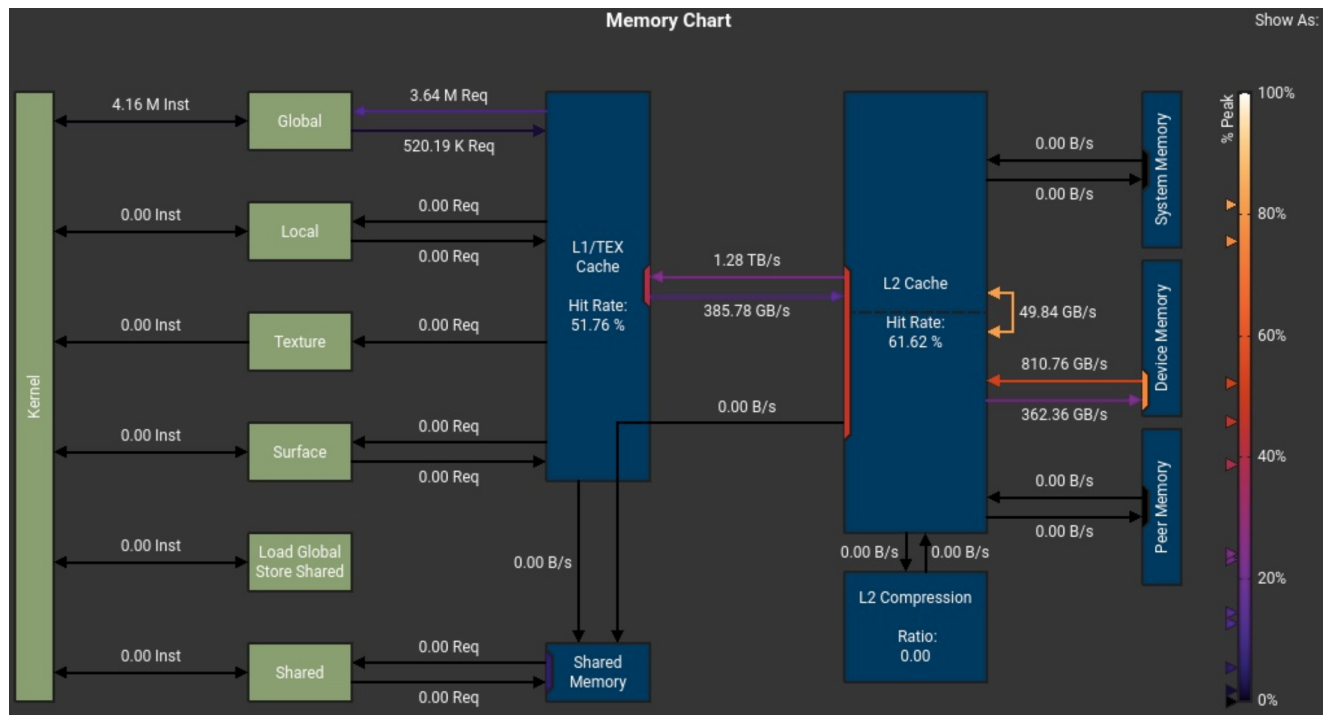 Memory Chart
Show As:
Kernel
4.16 M Inst
Global
3.64 M Req
520.19 K Req
0.00 Inst
Local
0.00 Req
0.00 Req
0.00 Inst
Texture
0.00 Req
0.00 Inst
Surface
0.00 Req
0.00 Req
0.00 Inst
Load Global
Store Shared
0.00 Inst
Shared
0.00 Req
0.00 Req
L1/TEX
Cache
Hit Rate:
51.76 %
0.00 B/s
Shared
Memory
1.28 TB/s
385.78 GB/s
0.00 B/s
L2 Cache
Hit Rate:
61.62 %
49.84 GB/s
0.00 B/s
0.00 B/s
L2 Compression
Ratio:
0.00
0.00 B/s
0.00 B/s
System Memory
810.76 GB/s
362.36 GB/s
Device Memory
0.00 B/s
0.00 B/s
Peer Memory
% Peak
100%
80%
60%
40%
20%
0%